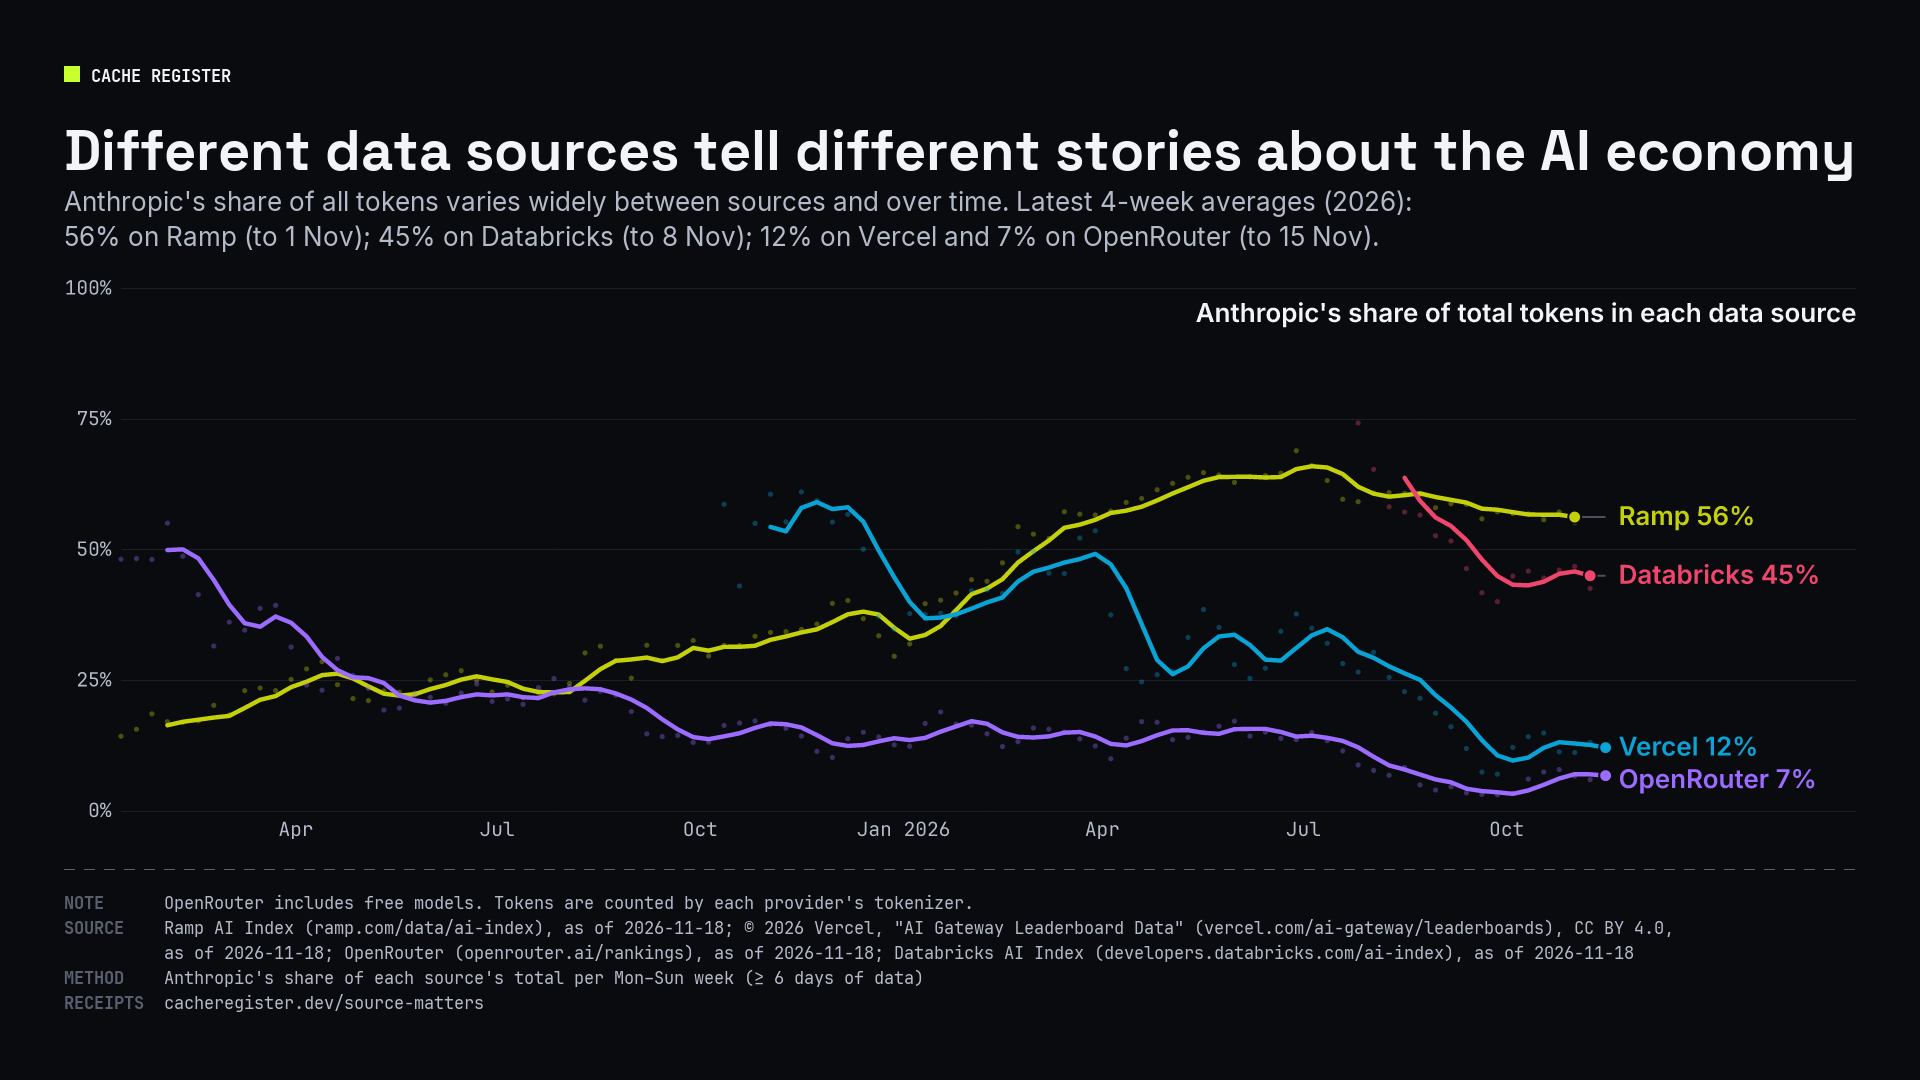 CACHE REGISTER
Different data sources tell different stories about the AI economy
Anthropic's share of all tokens varies widely between sources and over time. Latest 4-week averages (2026):
56% on Ramp (to 1 Nov); 45% on Databricks (to 8 Nov); 12% on Vercel and 7% on OpenRouter (to 15 Nov).
100%
Anthropic's share of total tokens in each data source
75%
50%
25%
0%
Ramp 56%
Databricks 45%
Vercel 12%
OpenRouter 7%
Apr Jul Oct Jan 2026 Apr Jul Oct
NOTE OpenRouter includes free models. Tokens are counted by each provider's tokenizer.
SOURCE Ramp AI Index (ramp.com/data/ai-index), as of 2026-11-18; © 2026 Vercel, "AI Gateway Leaderboard Data" (vercel.com/ai-gateway/leaderboards), CC BY 4.0,
as of 2026-11-18; OpenRouter (openrouter.ai/rankings), as of 2026-11-18; Databricks AI Index (developers.databricks.com/ai-index), as of 2026-11-18
METHOD Anthropic's share of each source's total per Mon–Sun week (≥ 6 days of data)
RECEIPTS cacheregister.dev/source-matters